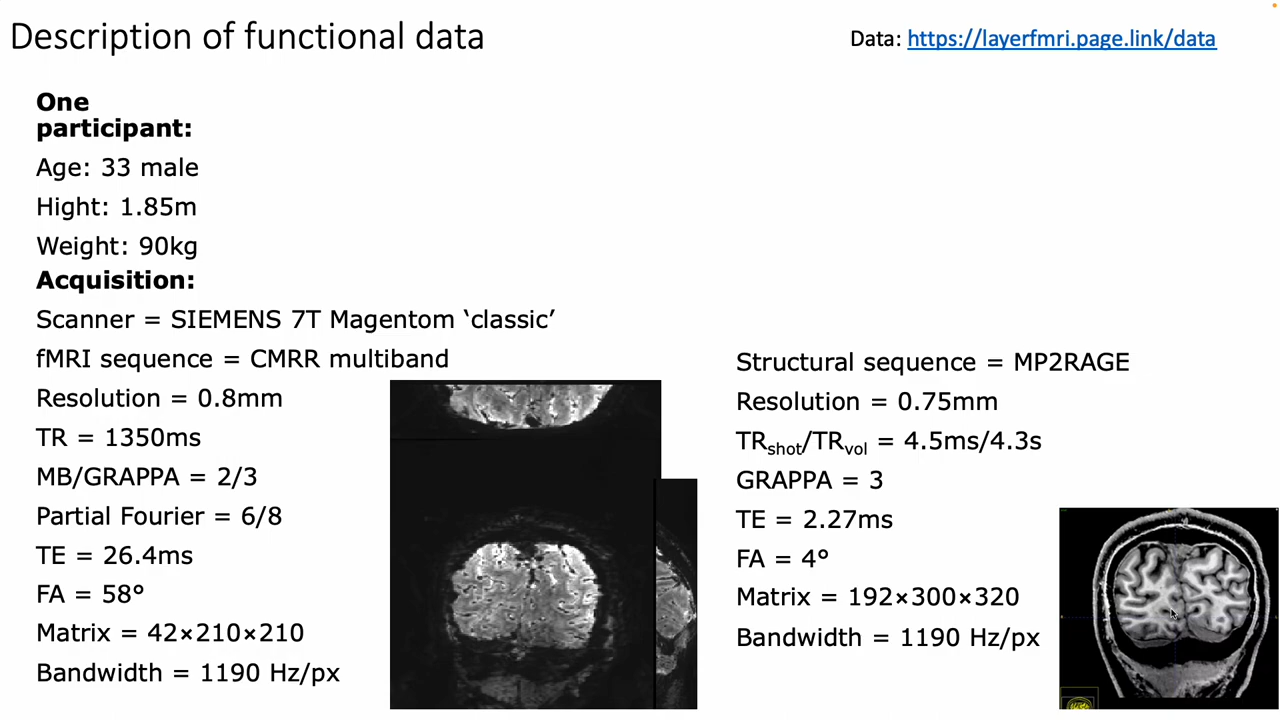 Description of functional data
Data: https://layerfmri.page.link/data
One
participant:
Age: 33 male
Hight: 1.85m
Weight: 90kg
Acquisition:
Scanner = SIEMENS 7T Magentom ‘classic’
fMRI sequence = CMRR multiband
Resolution = 0.8mm
TR = 1350ms
MB/GRAPPA = 2/3
Partial Fourier = 6/8
TE = 26.4ms
FA = 58°
Matrix = 42×210×210
Bandwidth = 1190 Hz/px
Structural sequence = MP2RAGE
Resolution = 0.75mm
TRshot/TRvol = 4.5ms/4.3s
GRAPPA = 3
TE = 2.27ms
FA = 4°
Matrix = 192×300×320
Bandwidth = 1190 Hz/px